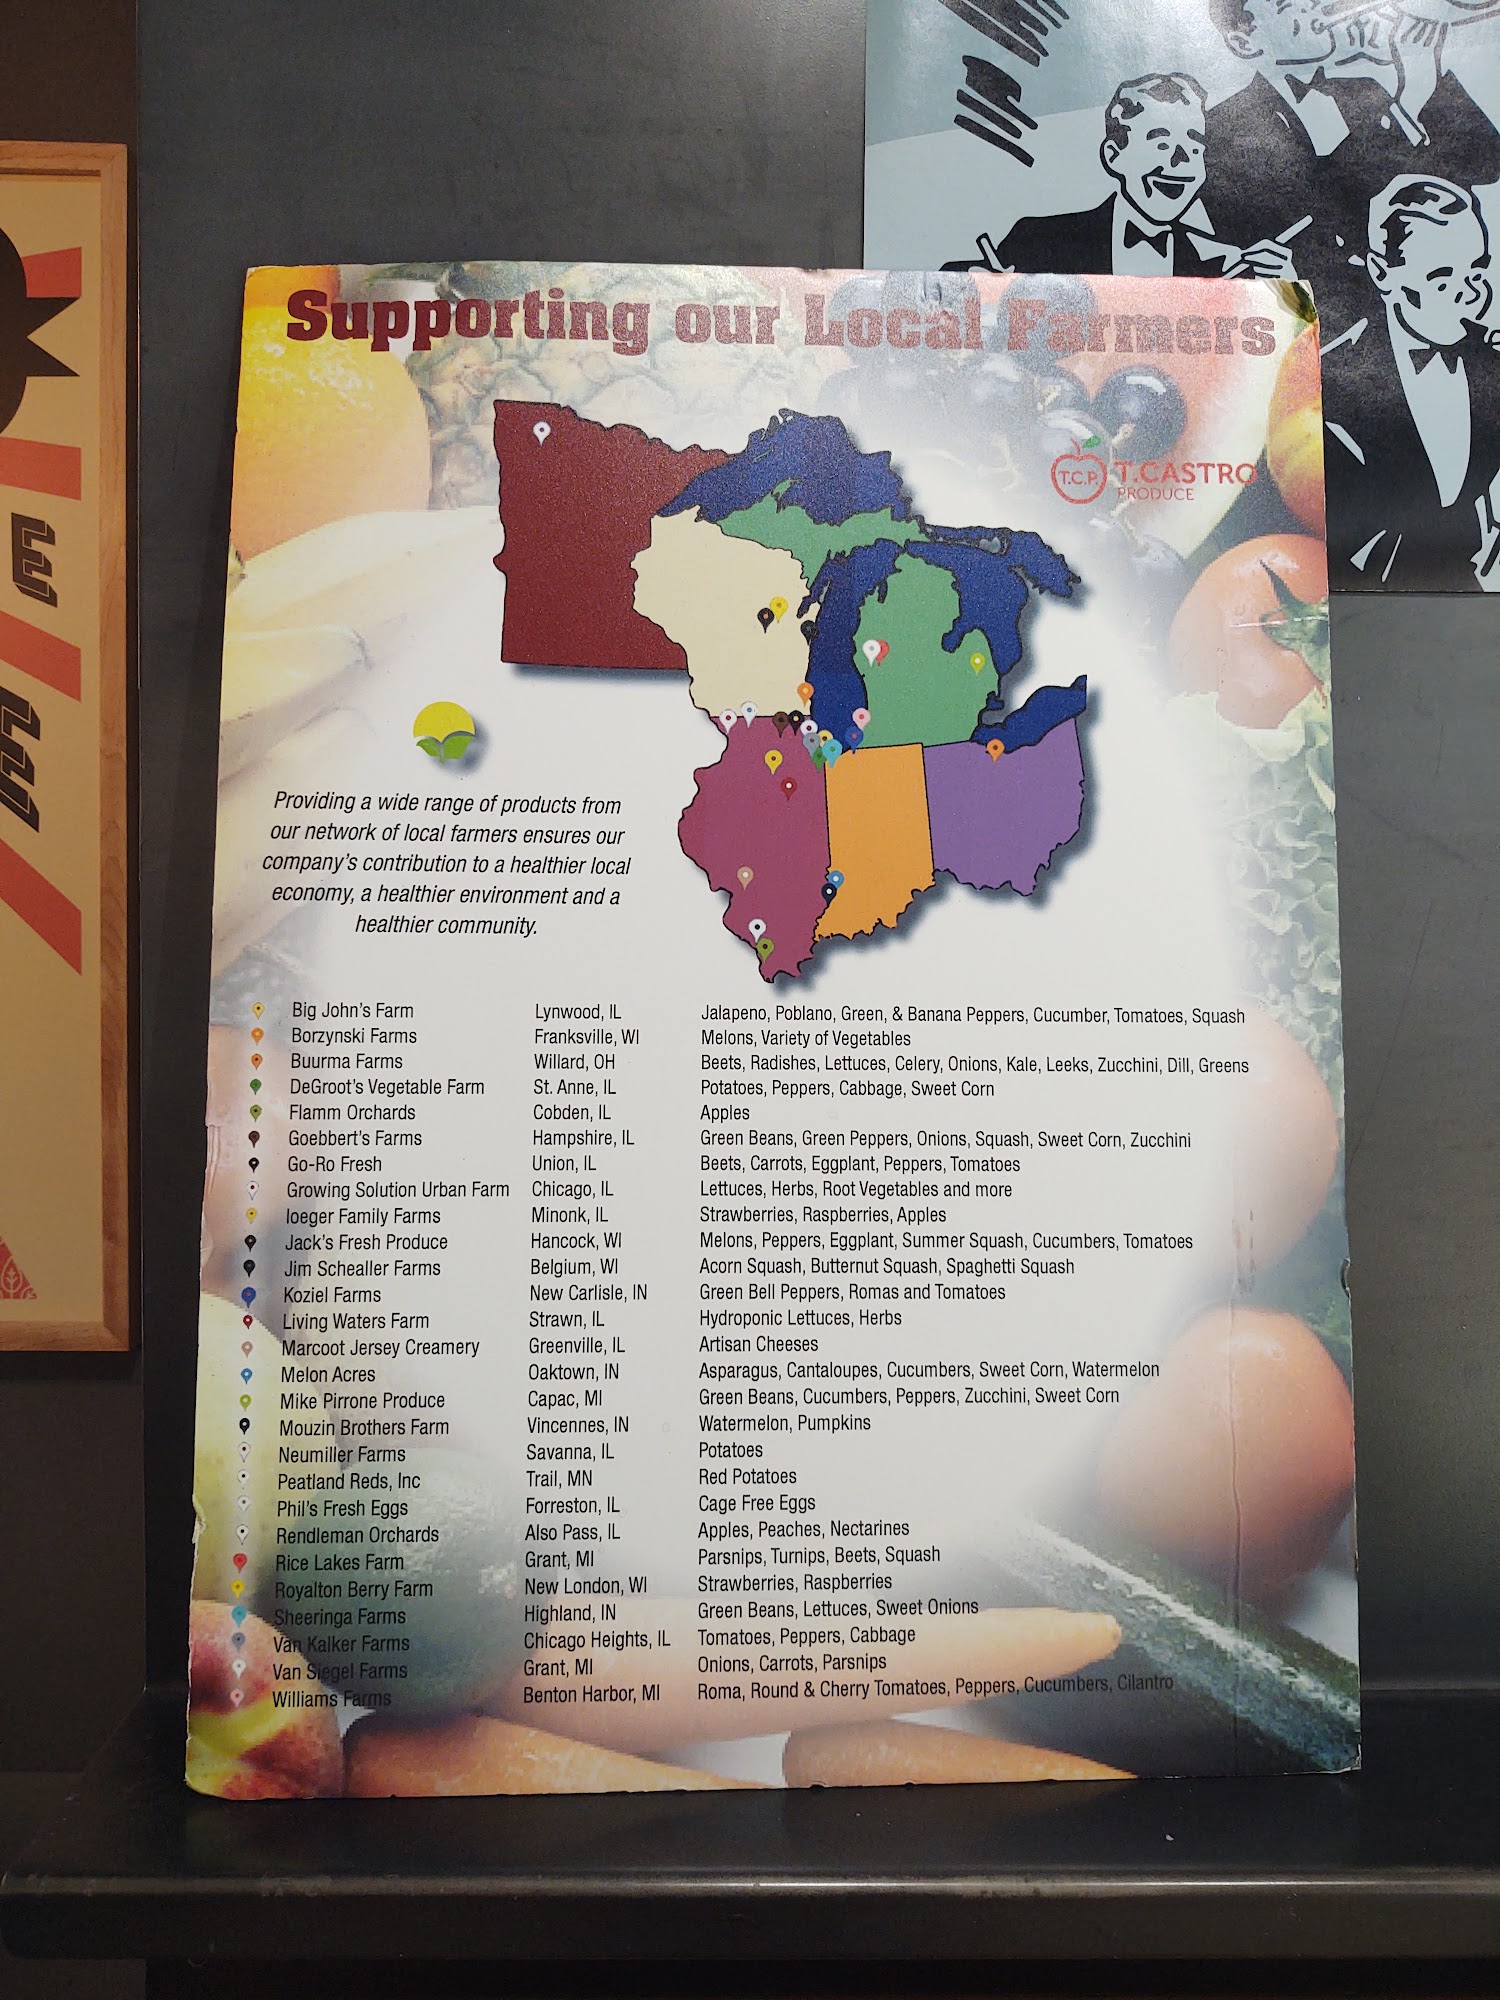 Supporting our Local Farmers
T.C.P. T.CASTRO
PRODUCE
Providing a wide range of products from
our network of local farmers ensures our
company's contribution to a healthier local
economy, a healthier environment and a
healthier community.
Big John's Farm Lynwood, IL Jalapeno, Poblano, Green, & Banana Peppers, Cucumber, Tomatoes, Squash
Borzynski Farms Franksville, WI Melons, Variety of Vegetables
Buurma Farms Willard, OH Beets, Radishes, Lettuces, Celery, Onions, Kale, Leeks, Zucchini, Dill, Greens
DeGroot's Vegetable Farm St. Anne, IL Potatoes, Peppers, Cabbage, Sweet Corn
Flamm Orchards Cobden, IL Apples
Goebbert's Farms Hampshire, IL Green Beans, Green Peppers, Onions, Squash, Sweet Corn, Zucchini
Go-Ro Fresh Union, IL Beets, Carrots, Eggplant, Peppers, Tomatoes
Growing Solution Urban Farm Chicago, IL Lettuces, Herbs, Root Vegetables and more
Ioeger Family Farms Minonk, IL Strawberries, Raspberries, Apples
Jack's Fresh Produce Hancock, WI Melons, Peppers, Eggplant, Summer Squash, Cucumbers, Tomatoes
Jim Schealler Farms Belgium, WI Acorn Squash, Butternut Squash, Spaghetti Squash
Koziel Farms New Carlisle, IN Green Bell Peppers, Romas and Tomatoes
Living Waters Farm Strawn, IL Hydroponic Lettuces, Herbs
Marcoot Jersey Creamery Greenville, IL Artisan Cheeses
Melon Acres Oaktown, IN Asparagus, Cantaloupes, Cucumbers, Sweet Corn, Watermelon
Mike Pirrone Produce Capac, MI Green Beans, Cucumbers, Peppers, Zucchini, Sweet Corn
Mouzin Brothers Farm Vincennes, IN Watermelon, Pumpkins
Neumiller Farms Savanna, IL Potatoes
Peatland Reds, Inc Trail, MN Red Potatoes
Phil's Fresh Eggs Forreston, IL Cage Free Eggs
Rendleman Orchards Also Pass, IL Apples, Peaches, Nectarines
Rice Lakes Farm Grant, MI Parsnips, Turnips, Beets, Squash
Royalton Berry Farm New London, WI Strawberries, Raspberries
Sheeringa Farms Highland, IN Green Beans, Lettuces, Sweet Onions
Van Kalker Farms Chicago Heights, IL Tomatoes, Peppers, Cabbage
Van Siegel Farms Grant, MI Onions, Carrots, Parsnips
Williams Farms Benton Harbor, MI Roma, Round & Cherry Tomatoes, Peppers, Cucumbers, Cilantro